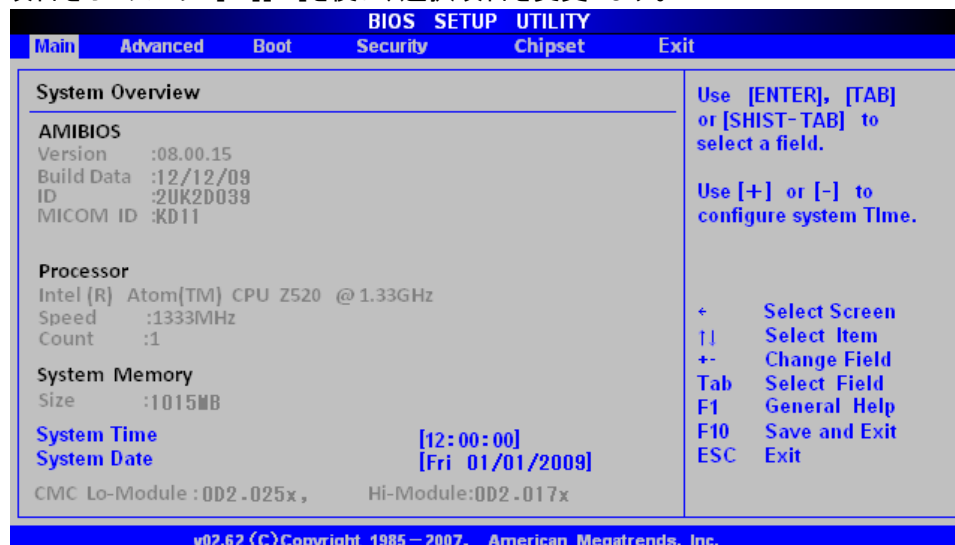 BIOS SETUP UTILITY
Main Advanced Boot Security Chipset Exit
System Overview
AMIBIOS
Version :08.00.15
Build Data :12/12/09
ID :2UK2D039
MICOM ID :KD11
Processor
Intel (R) Atom(TM) CPU Z520 @ 1.33GHz
Speed :1333MHz
Count :1
System Memory
Size :1015MB
System Time [12:00:00]
System Date [Fri 01/01/2009]
CMC Lo-Module : 0D2.025x, Hi-Module:0D2.017x
Use [ENTER], [TAB]
or [SHIST-TAB] to
select a field.
Use [+] or [-] to
configure system TIme.
← Select Screen
↑↓ Select Item
+- Change Field
Tab Select Field
F1 General Help
F10 Save and Exit
ESC Exit
v02.62 (C)Copyright 1985-2007, American Megatrends, Inc.